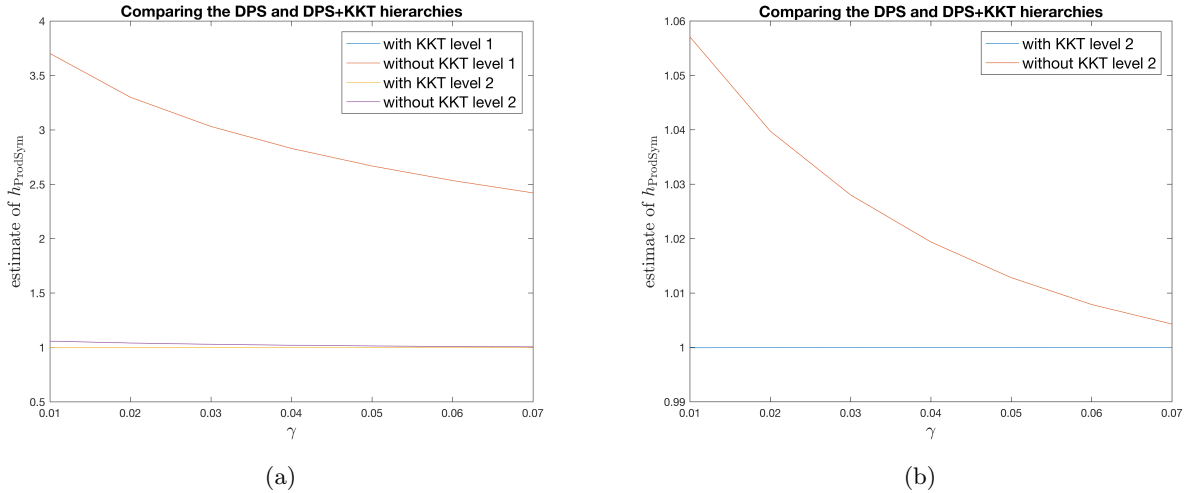 Comparing the DPS and DPS+KKT hierarchies
4
3.5
3
2.5
2
1.5
1
0.5
estimate of h_ProdSym
with KKT level 1
without KKT level 1
with KKT level 2
without KKT level 2
0.01 0.02 0.03 0.04 0.05 0.06 0.07
γ
(a)
Comparing the DPS and DPS+KKT hierarchies
1.06
1.05
1.04
1.03
1.02
1.01
1
0.99
estimate of h_ProdSym
with KKT level 2
without KKT level 2
0.01 0.02 0.03 0.04 0.05 0.06 0.07
γ
(b)